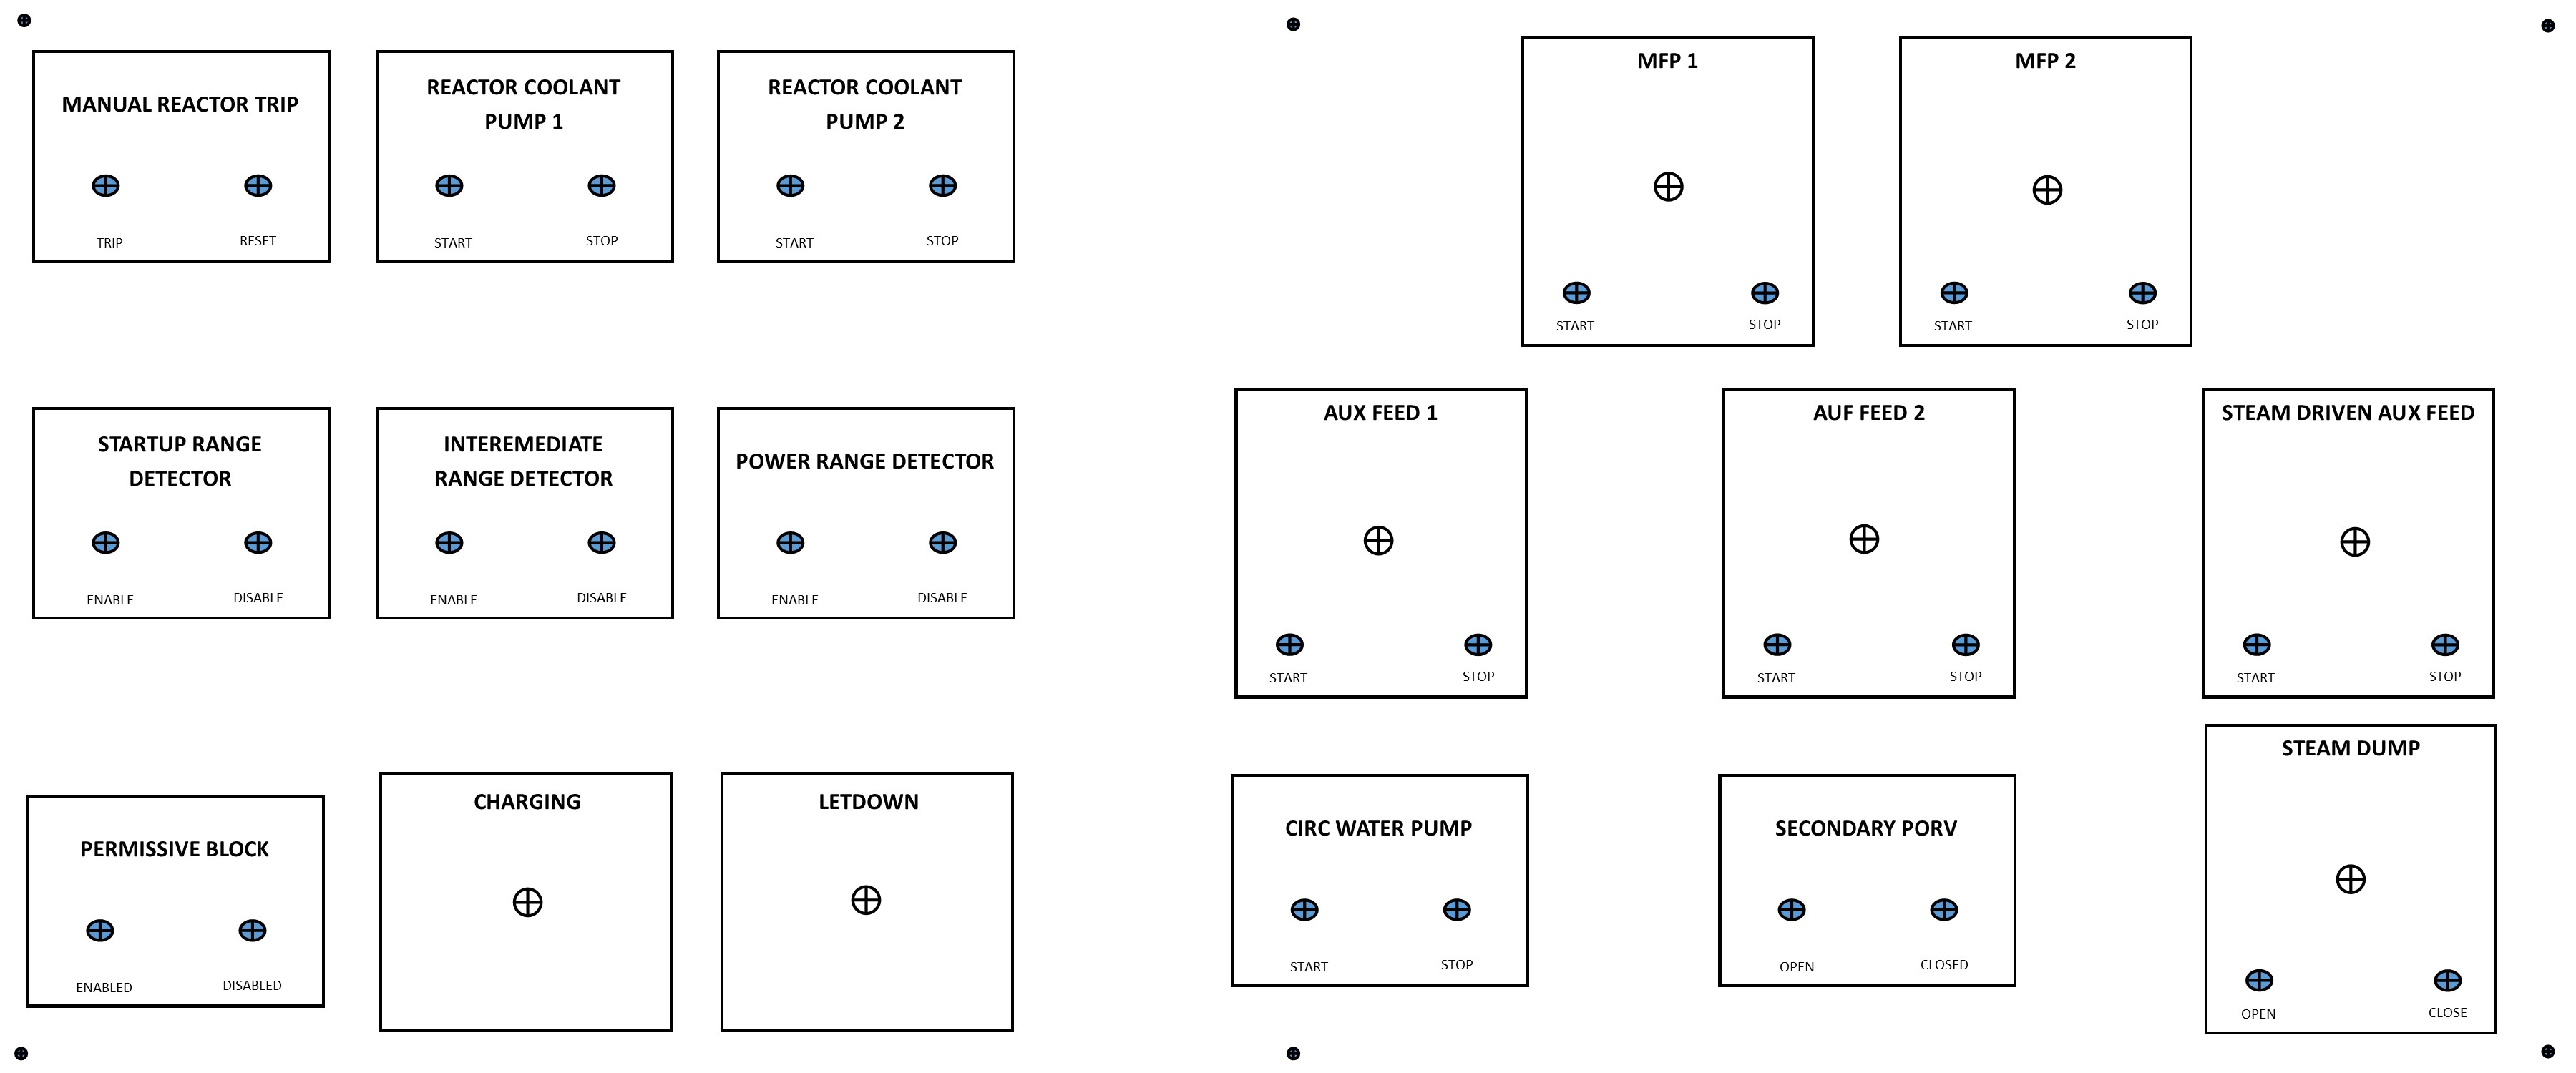 MANUAL REACTOR TRIP
TRIP
RESET
REACTOR COOLANT
PUMP 1
START
STOP
REACTOR COOLANT
PUMP 2
START
STOP
MFP 1
START
STOP
MFP 2
START
STOP
STARTUP RANGE
DETECTOR
ENABLE
DISABLE
INTEREMEDIATE
RANGE DETECTOR
ENABLE
DISABLE
POWER RANGE DETECTOR
ENABLE
DISABLE
AUX FEED 1
START
STOP
AUF FEED 2
START
STOP
STEAM DRIVEN AUX FEED
START
STOP
PERMISSIVE BLOCK
ENABLED
DISABLED
CHARGING
LETDOWN
CIRC WATER PUMP
START
STOP
SECONDARY PORV
OPEN
CLOSED
STEAM DUMP
OPEN
CLOSE